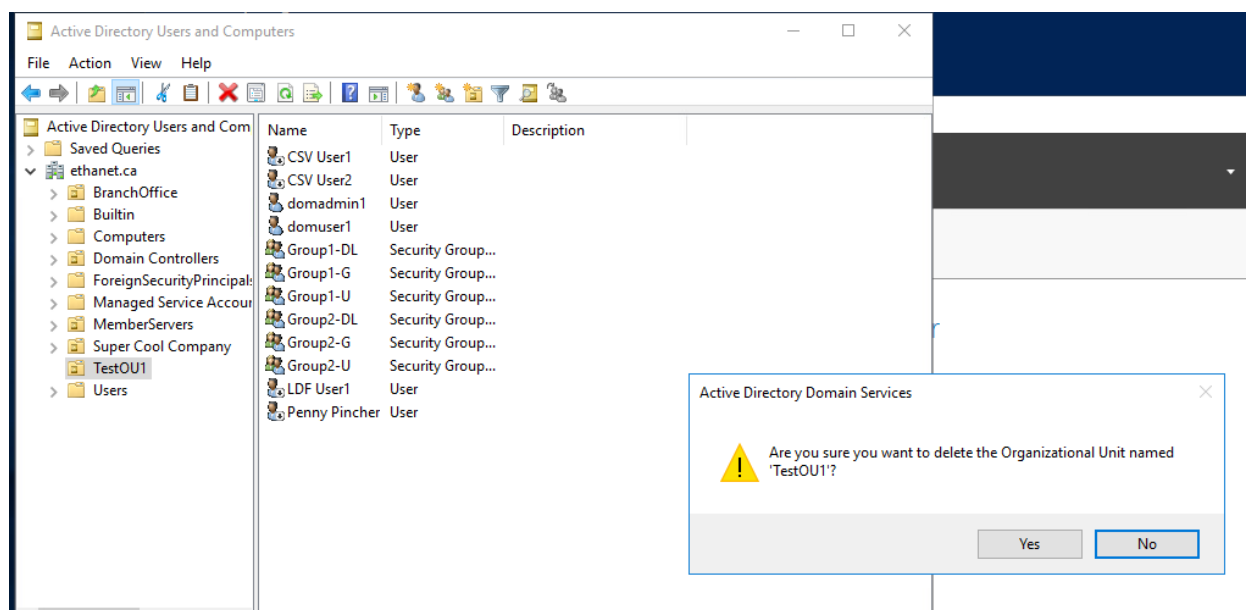 Active Directory Users and Computers
File Action View Help
Active Directory Users and Com
Saved Queries
ethanet.ca
BranchOffice
Builtin
Computers
Domain Controllers
ForeignSecurityPrincipals
Managed Service Accour
MemberServers
Super Cool Company
TestOU1
Users
Name Type Description
CSV User1 User
CSV User2 User
domadmin1 User
domuser1 User
Group1-DL Security Group...
Group1-G Security Group...
Group1-U Security Group...
Group2-DL Security Group...
Group2-G Security Group...
Group2-U Security Group...
LDF User1 User
Penny Pincher User
r
Active Directory Domain Services
Are you sure you want to delete the Organizational Unit named
'TestOU1'?
Yes No